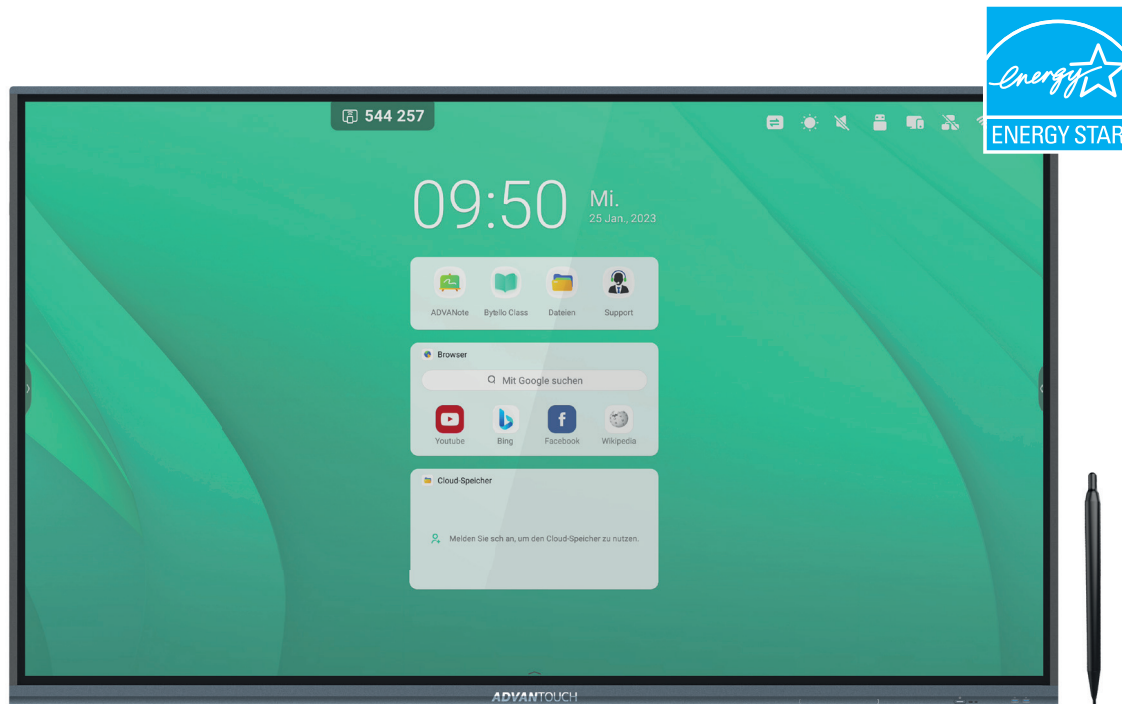 energy
ENERGY STAR
544 257
09:50
Mi.
25 Jan., 2023
ADVANote
Bytello Class
Dateien
Support
Browser
Mit Google suchen
Youtube
Bing
Facebook
Wikipedia
Cloud-Speicher
Melden Sie sch an, um den Cloud-Speicher zu nutzen.
ADVANTOUCH